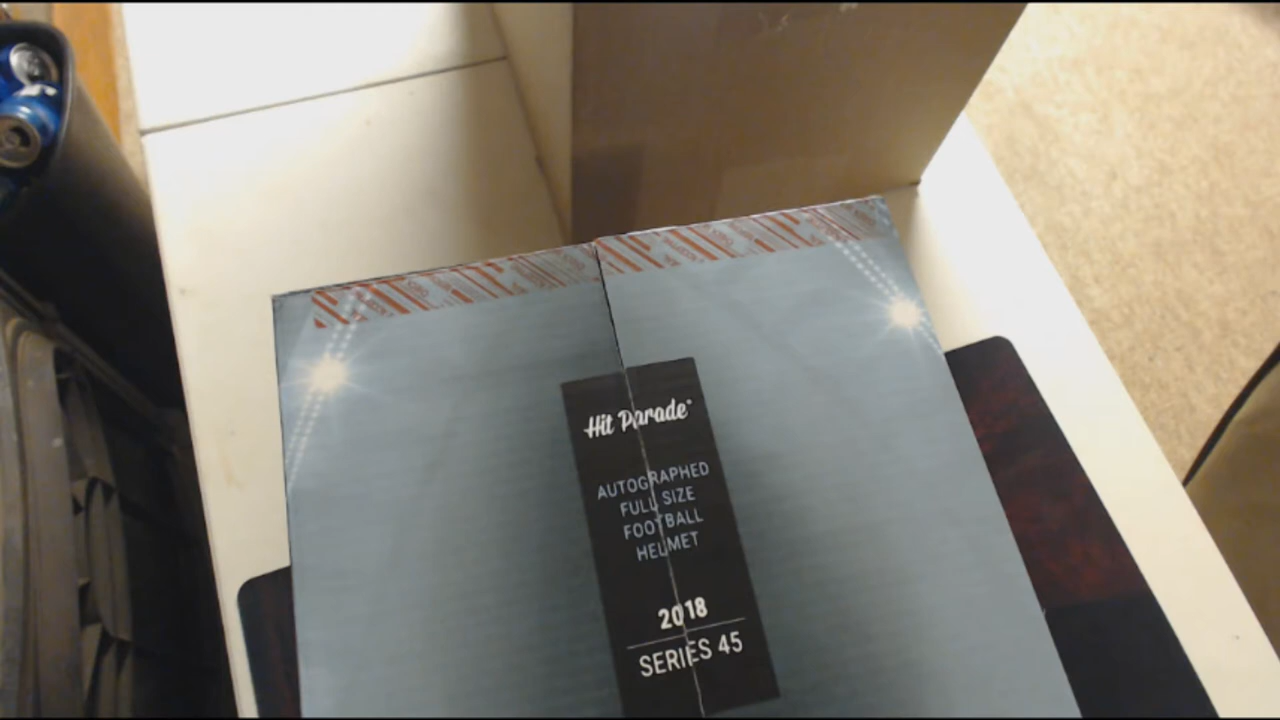 Hit Parade®
AUTOGRAPHED
FULL SIZE
FOOTBALL
HELMET
2018
SERIES 45